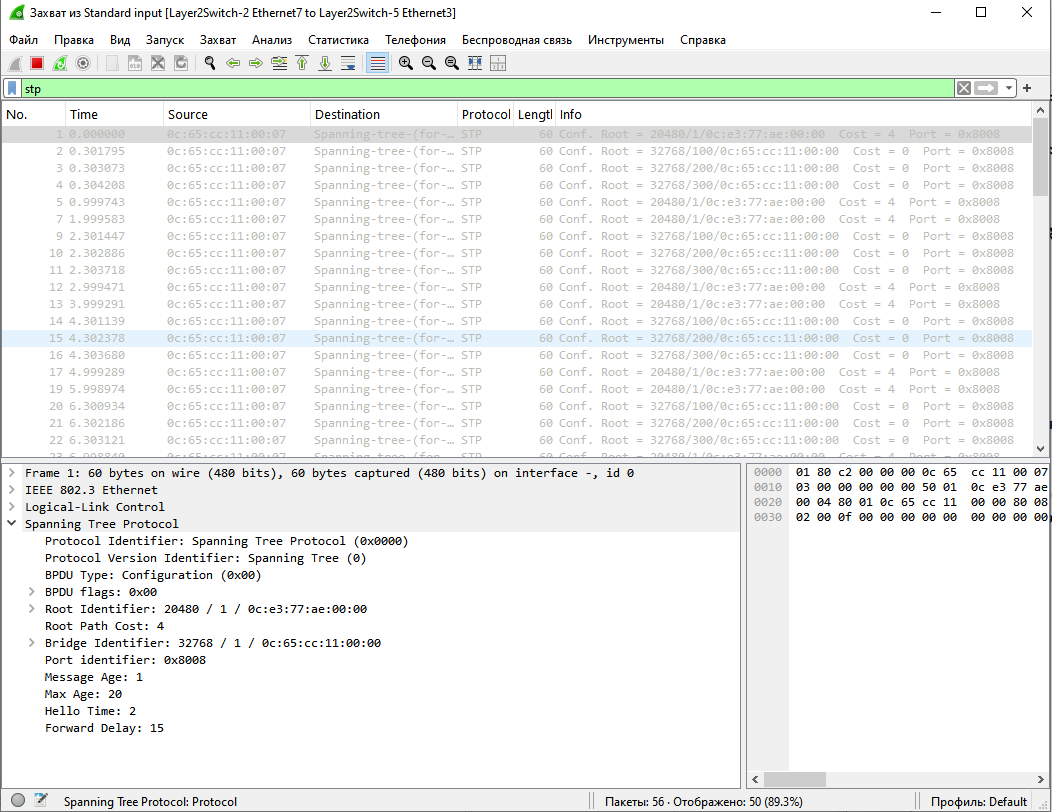 Захват из Standard input [Layer2Switch-2 Ethernet7 to Layer2Switch-5 Ethernet3]
Файл Правка Вид Запуск Захват Анализ Статистика Телефония Беспроводная связь Инструменты Справка
stp
No. Time Source Destination Protocol Lengtl Info
1 0.000000 0c:65:cc:11:00:07 Spanning-tree-(for-… STP 60 Conf. Root = 20480/1/0c:e3:77:ae:00:00 Cost = 4 Port = 0x8008
2 0.301795 0c:65:cc:11:00:07 Spanning-tree-(for-… STP 60 Conf. Root = 32768/100/0c:65:cc:11:00:00 Cost = 0 Port = 0x8008
3 0.303073 0c:65:cc:11:00:07 Spanning-tree-(for-… STP 60 Conf. Root = 32768/200/0c:65:cc:11:00:00 Cost = 0 Port = 0x8008
4 0.304208 0c:65:cc:11:00:07 Spanning-tree-(for-… STP 60 Conf. Root = 32768/300/0c:65:cc:11:00:00 Cost = 0 Port = 0x8008
5 0.999743 0c:65:cc:11:00:07 Spanning-tree-(for-… STP 60 Conf. Root = 20480/1/0c:e3:77:ae:00:00 Cost = 4 Port = 0x8008
7 1.999583 0c:65:cc:11:00:07 Spanning-tree-(for-… STP 60 Conf. Root = 20480/1/0c:e3:77:ae:00:00 Cost = 4 Port = 0x8008
9 2.301447 0c:65:cc:11:00:07 Spanning-tree-(for-… STP 60 Conf. Root = 32768/100/0c:65:cc:11:00:00 Cost = 0 Port = 0x8008
10 2.302886 0c:65:cc:11:00:07 Spanning-tree-(for-… STP 60 Conf. Root = 32768/200/0c:65:cc:11:00:00 Cost = 0 Port = 0x8008
11 2.303718 0c:65:cc:11:00:07 Spanning-tree-(for-… STP 60 Conf. Root = 32768/300/0c:65:cc:11:00:00 Cost = 0 Port = 0x8008
12 2.999471 0c:65:cc:11:00:07 Spanning-tree-(for-… STP 60 Conf. Root = 20480/1/0c:e3:77:ae:00:00 Cost = 4 Port = 0x8008
13 3.999291 0c:65:cc:11:00:07 Spanning-tree-(for-… STP 60 Conf. Root = 20480/1/0c:e3:77:ae:00:00 Cost = 4 Port = 0x8008
14 4.301139 0c:65:cc:11:00:07 Spanning-tree-(for-… STP 60 Conf. Root = 32768/100/0c:65:cc:11:00:00 Cost = 0 Port = 0x8008
15 4.302378 0c:65:cc:11:00:07 Spanning-tree-(for-… STP 60 Conf. Root = 32768/200/0c:65:cc:11:00:00 Cost = 0 Port = 0x8008
16 4.303680 0c:65:cc:11:00:07 Spanning-tree-(for-… STP 60 Conf. Root = 32768/300/0c:65:cc:11:00:00 Cost = 0 Port = 0x8008
17 4.999289 0c:65:cc:11:00:07 Spanning-tree-(for-… STP 60 Conf. Root = 20480/1/0c:e3:77:ae:00:00 Cost = 4 Port = 0x8008
19 5.998974 0c:65:cc:11:00:07 Spanning-tree-(for-… STP 60 Conf. Root = 20480/1/0c:e3:77:ae:00:00 Cost = 4 Port = 0x8008
20 6.300934 0c:65:cc:11:00:07 Spanning-tree-(for-… STP 60 Conf. Root = 32768/100/0c:65:cc:11:00:00 Cost = 0 Port = 0x8008
21 6.302186 0c:65:cc:11:00:07 Spanning-tree-(for-… STP 60 Conf. Root = 32768/200/0c:65:cc:11:00:00 Cost = 0 Port = 0x8008
22 6.303121 0c:65:cc:11:00:07 Spanning-tree-(for-… STP 60 Conf. Root = 32768/300/0c:65:cc:11:00:00 Cost = 0 Port = 0x8008
Frame 1: 60 bytes on wire (480 bits), 60 bytes captured (480 bits) on interface -, id 0
IEEE 802.3 Ethernet
Logical-Link Control
Spanning Tree Protocol
Protocol Identifier: Spanning Tree Protocol (0x0000)
Protocol Version Identifier: Spanning Tree (0)
BPDU Type: Configuration (0x00)
BPDU flags: 0x00
Root Identifier: 20480 / 1 / 0c:e3:77:ae:00:00
Root Path Cost: 4
Bridge Identifier: 32768 / 1 / 0c:65:cc:11:00:00
Port identifier: 0x8008
Message Age: 1
Max Age: 20
Hello Time: 2
Forward Delay: 15
0000 01 80 c2 00 00 00 0c 65 cc 11 00 07
0010 03 00 00 00 00 00 50 01 0c e3 77 ae
0020 00 04 80 01 0c 65 cc 11 00 00 80 08
0030 02 00 0f 00 00 00 00 00 00 00 00 00
Spanning Tree Protocol: Protocol
Пакеты: 56 · Отображено: 50 (89.3%)
Профиль: Default